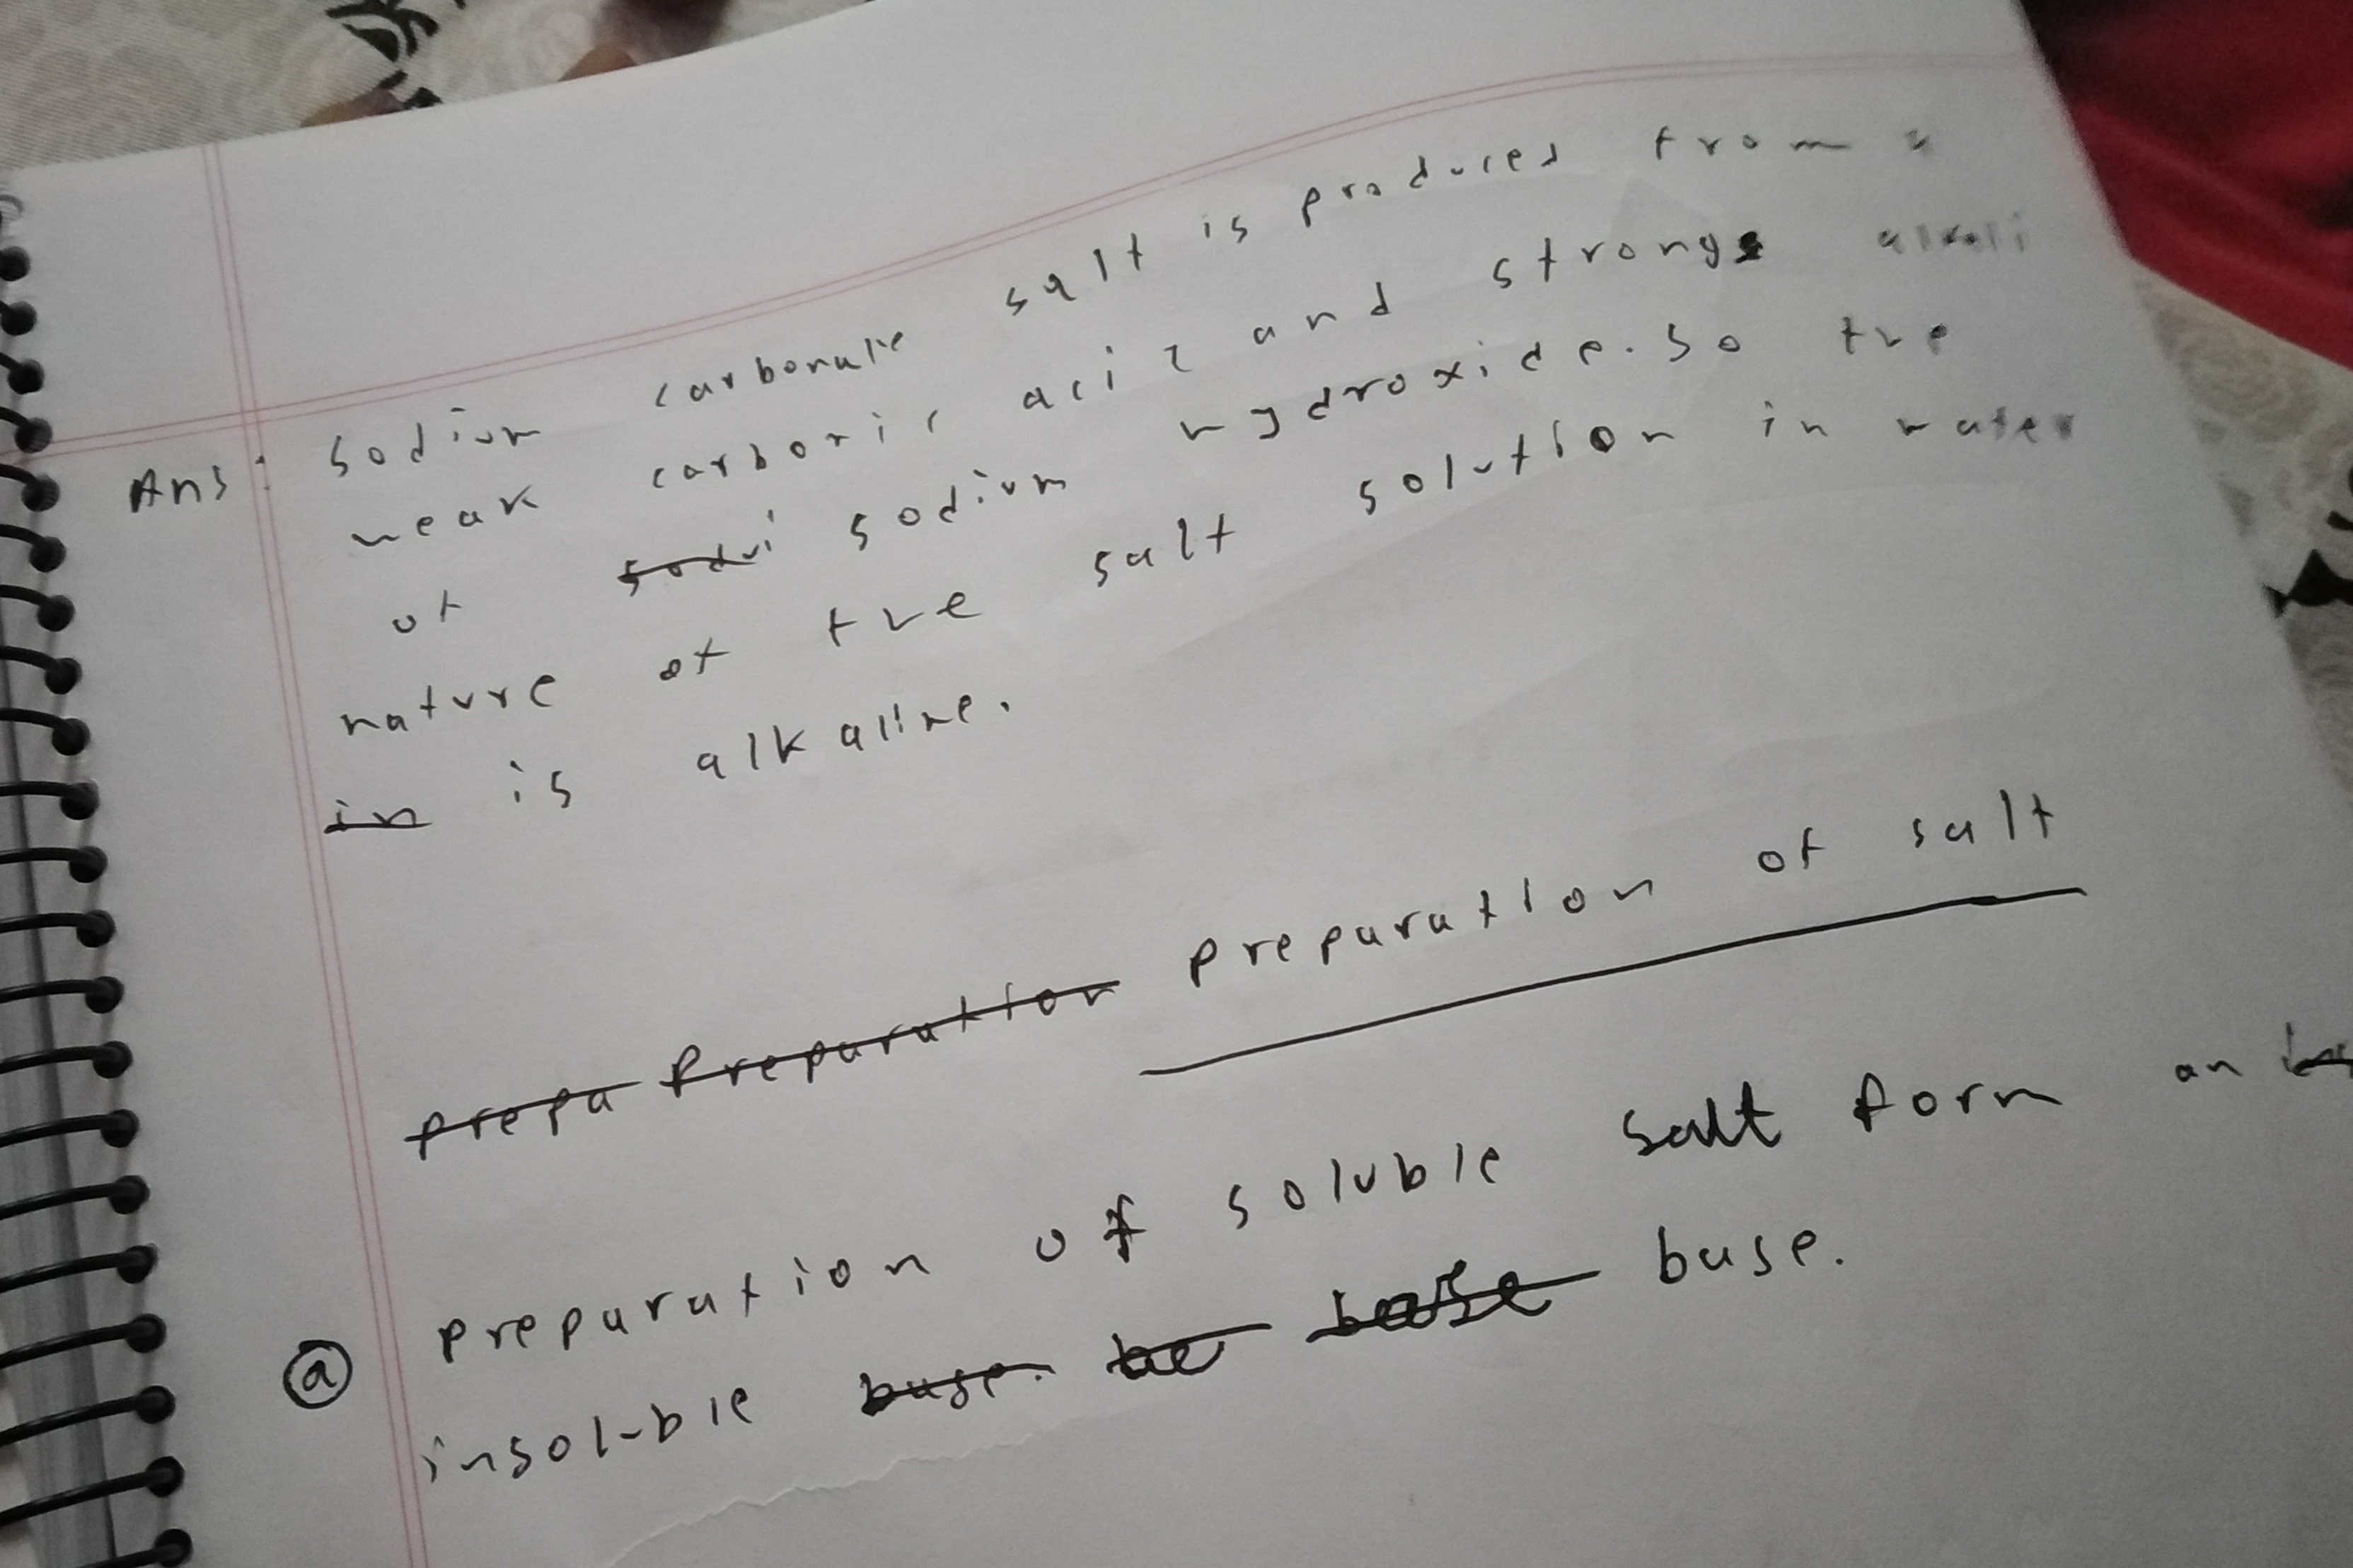 Ans: sodium carbonate salt is produced from a
weak carbonic acid and strong alkali
of sodi sodium hydroxide. So the
nature of the salt solution in water
in is alkaline.
prepa preparation preparation of salt
(a) preparation of soluble salt form an
insoluble base. be base base.